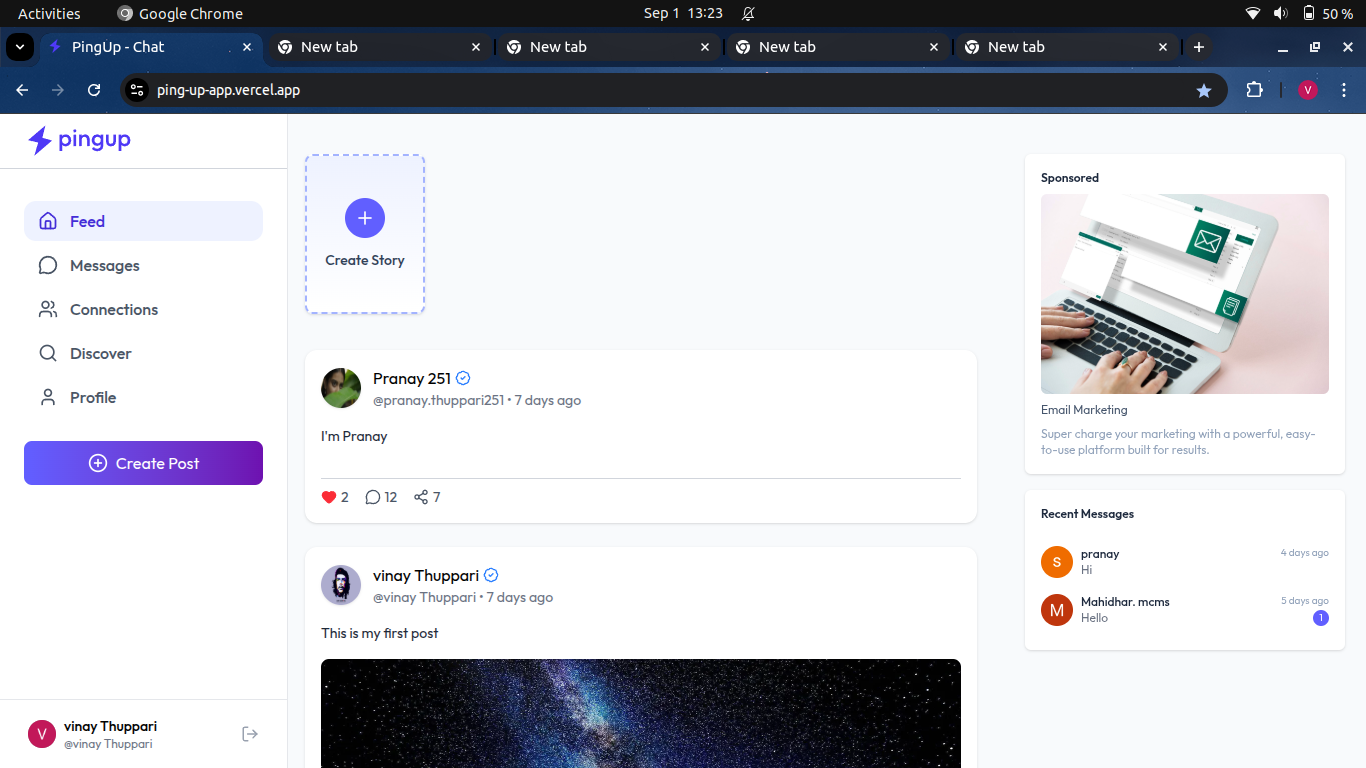 Activities
Google Chrome
Sep 1 13:23
50 %
PingUp - Chat
New tab
New tab
New tab
New tab
ping-up-app.vercel.app
V
pingup
Feed
Messages
Connections
Discover
Profile
Create Post
vinay Thuppari
@vinay Thuppari
V
Create Story
Pranay 251
@pranay.thuppari251 • 7 days ago
I'm Pranay
2 12 7
vinay Thuppari
@vinay Thuppari • 7 days ago
This is my first post
Sponsored
Email Marketing
Super charge your marketing with a powerful, easy-
to-use platform built for results.
Recent Messages
S
pranay 4 days ago
Hi
M
Mahidhar. mcms 5 days ago
Hello 1